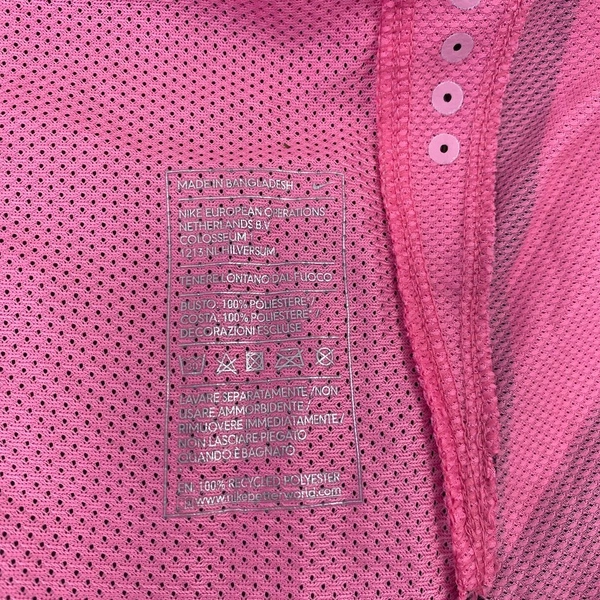 MADE IN BANGLADESH
NIKE EUROPEAN OPERATIONS
NETHERLANDS B.V.
COLOSSEUM 1
1213 NL HILVERSUM
TENERE LONTANO DAL FUOCO
BUSTO: 100% POLIESTERE*/
COSTA: 100% POLIESTERE*/
DECORAZIONI ESCLUSE
LAVARE SEPARATAMENTE/NON
USARE AMMORBIDENTE/
RIMUOVERE IMMEDIATAMENTE/
NON LASCIARE PIEGATO
QUANDO È BAGNATO
EN: 100% RECYCLED POLYESTER
www.nikebetterworld.com